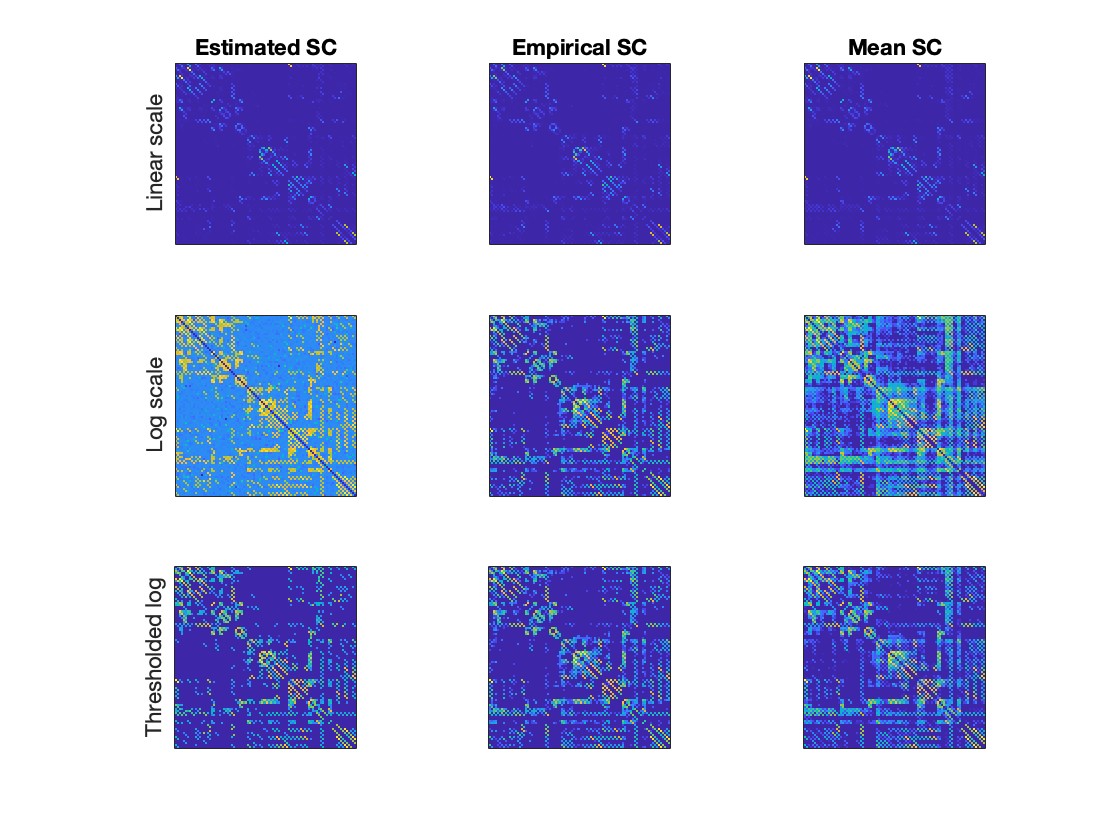 Estimated SC
Empirical SC
Mean SC
Linear scale
Log scale
Thresholded log